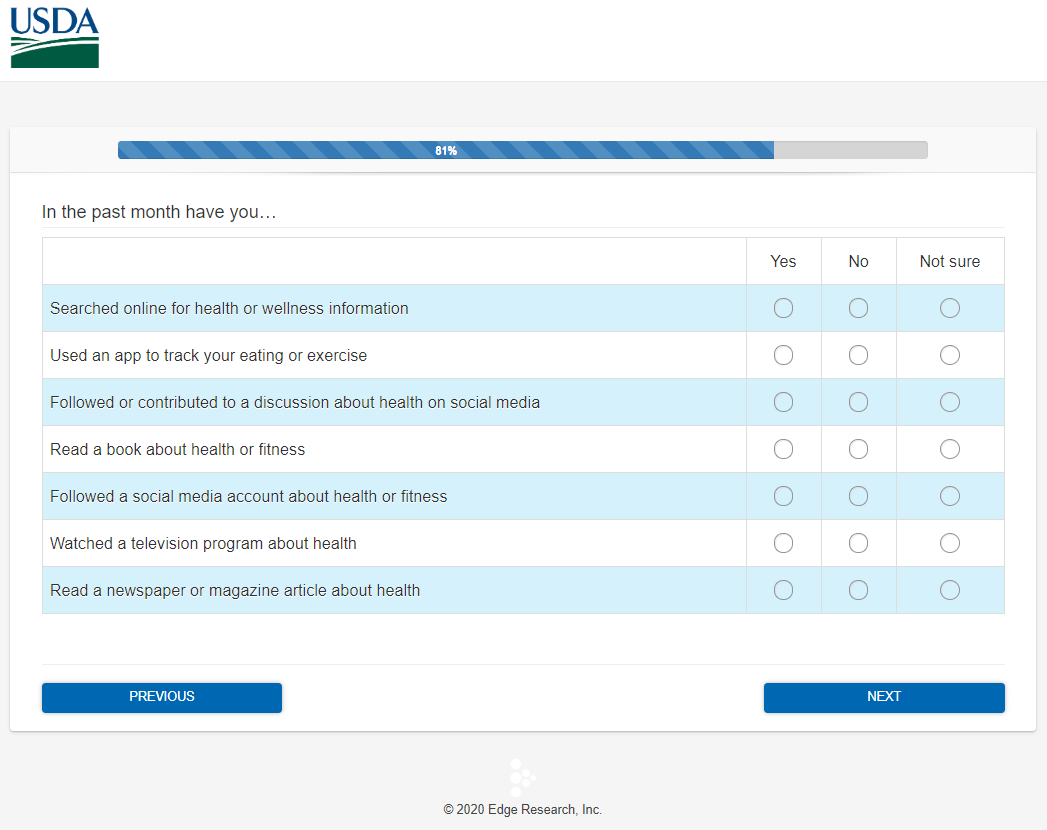 USDA
81%
In the past month have you…
Yes No Not sure
Searched online for health or wellness information
Used an app to track your eating or exercise
Followed or contributed to a discussion about health on social media
Read a book about health or fitness
Followed a social media account about health or fitness
Watched a television program about health
Read a newspaper or magazine article about health
PREVIOUS NEXT
© 2020 Edge Research, Inc.